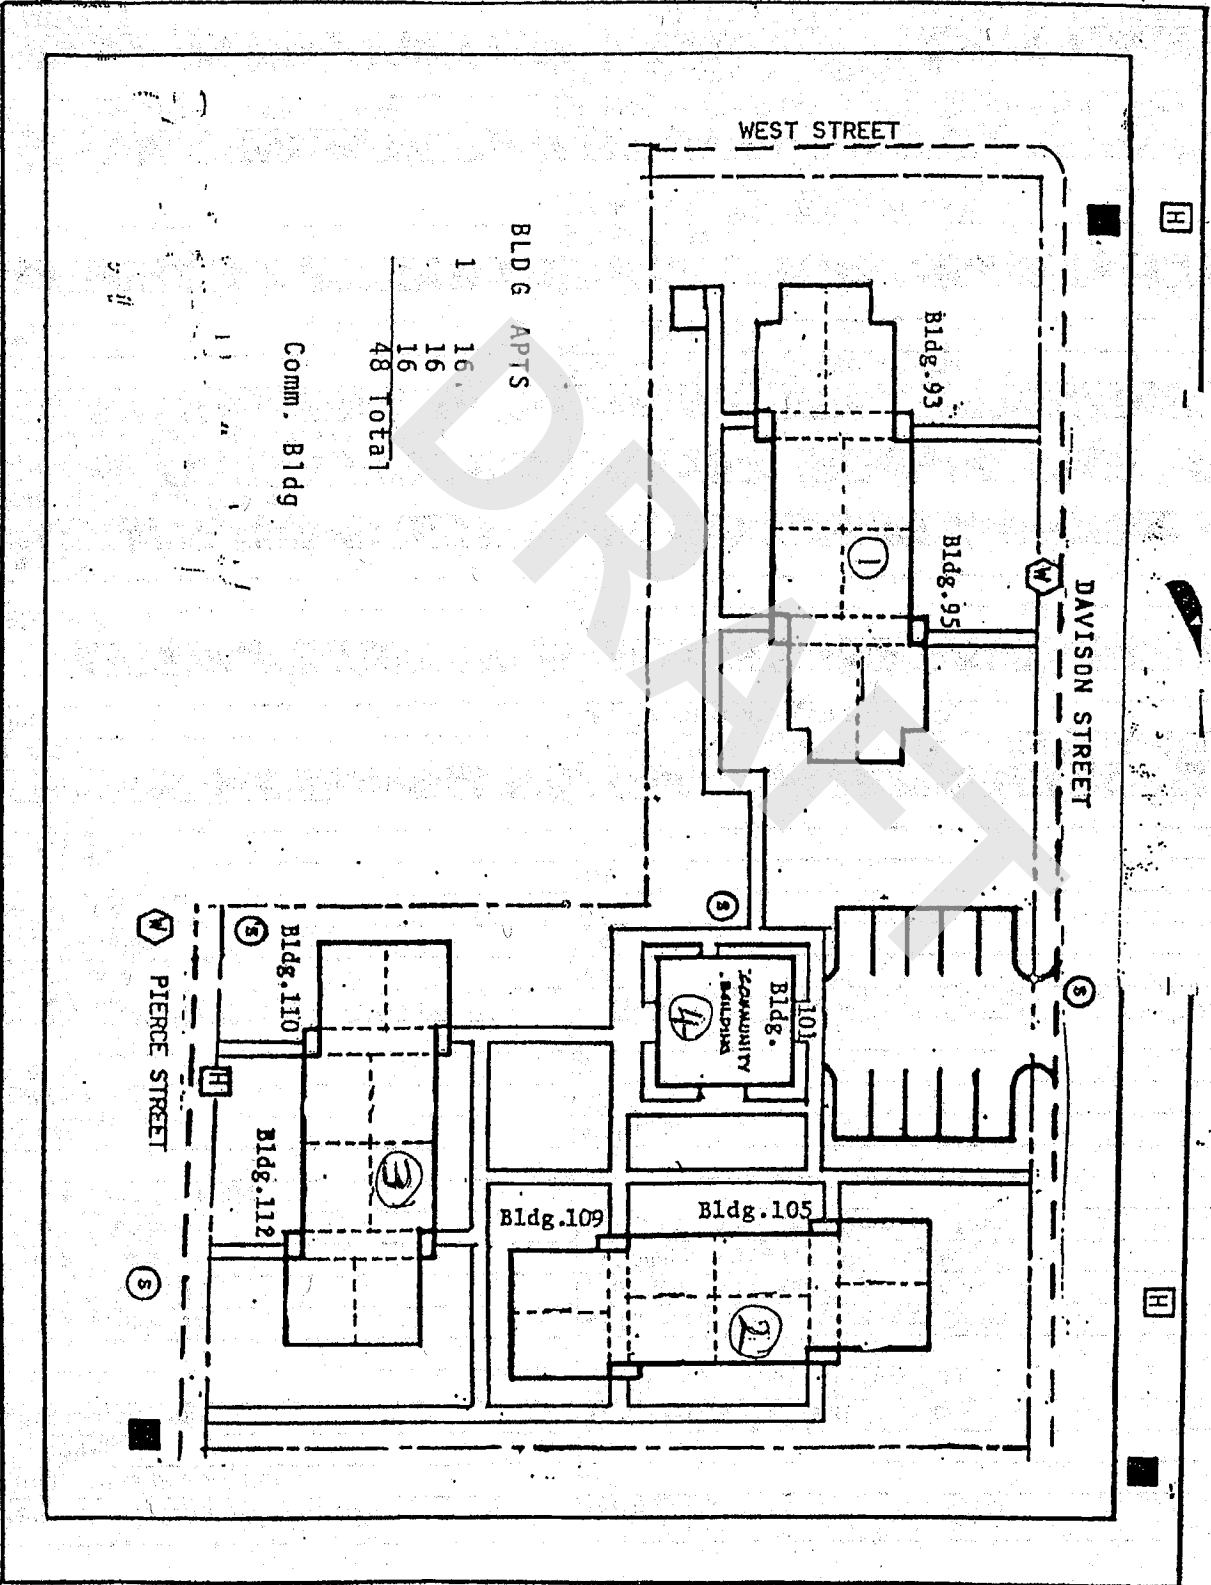 WEST STREET
DAVISON STREET
PIERCE STREET
Bldg.93
Bldg.95
1
W
S
H
H
BLDG APTS
1 16
16
16
48 Total
Comm. Bldg
S
101
Bldg.
COMMUNITY
BUILDING
4
Bldg.105
Bldg.109
2
Bldg.110
Bldg.112
3
S
W
H
S
DRAFT